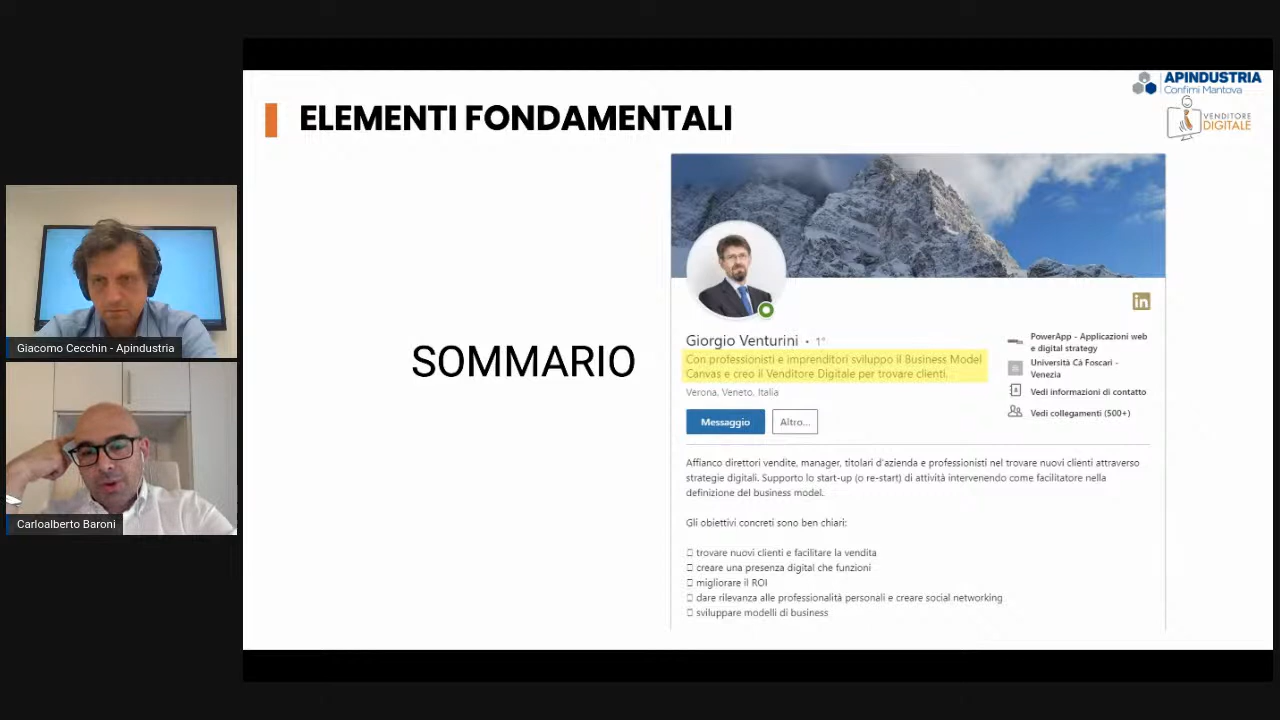 APINDUSTRIA
Confimi Mantova
VENDITORE
DIGITALE
ELEMENTI FONDAMENTALI
SOMMARIO
Giorgio Venturini • 1°
Con professionisti e imprenditori sviluppo il Business Model
Canvas e creo il Venditore Digitale per trovare clienti.
Verona, Veneto, Italia
Messaggio
Altro...
in
PowerApp - Applicazioni web
e digital strategy
Università Cà Foscari -
Venezia
Vedi informazioni di contatto
Vedi collegamenti (500+)
Affianco direttori vendite, manager, titolari d'azienda e professionisti nel trovare nuovi clienti attraverso
strategie digitali. Supporto lo start-up (o re-start) di attività intervenendo come facilitatore nella
definizione del business model.
Gli obiettivi concreti sono ben chiari:
trovare nuovi clienti e facilitare la vendita
creare una presenza digital che funzioni
migliorare il ROI
dare rilevanza alle professionalità personali e creare social networking
sviluppare modelli di business
Giacomo Cecchin - Apindustria
Carloalberto Baroni